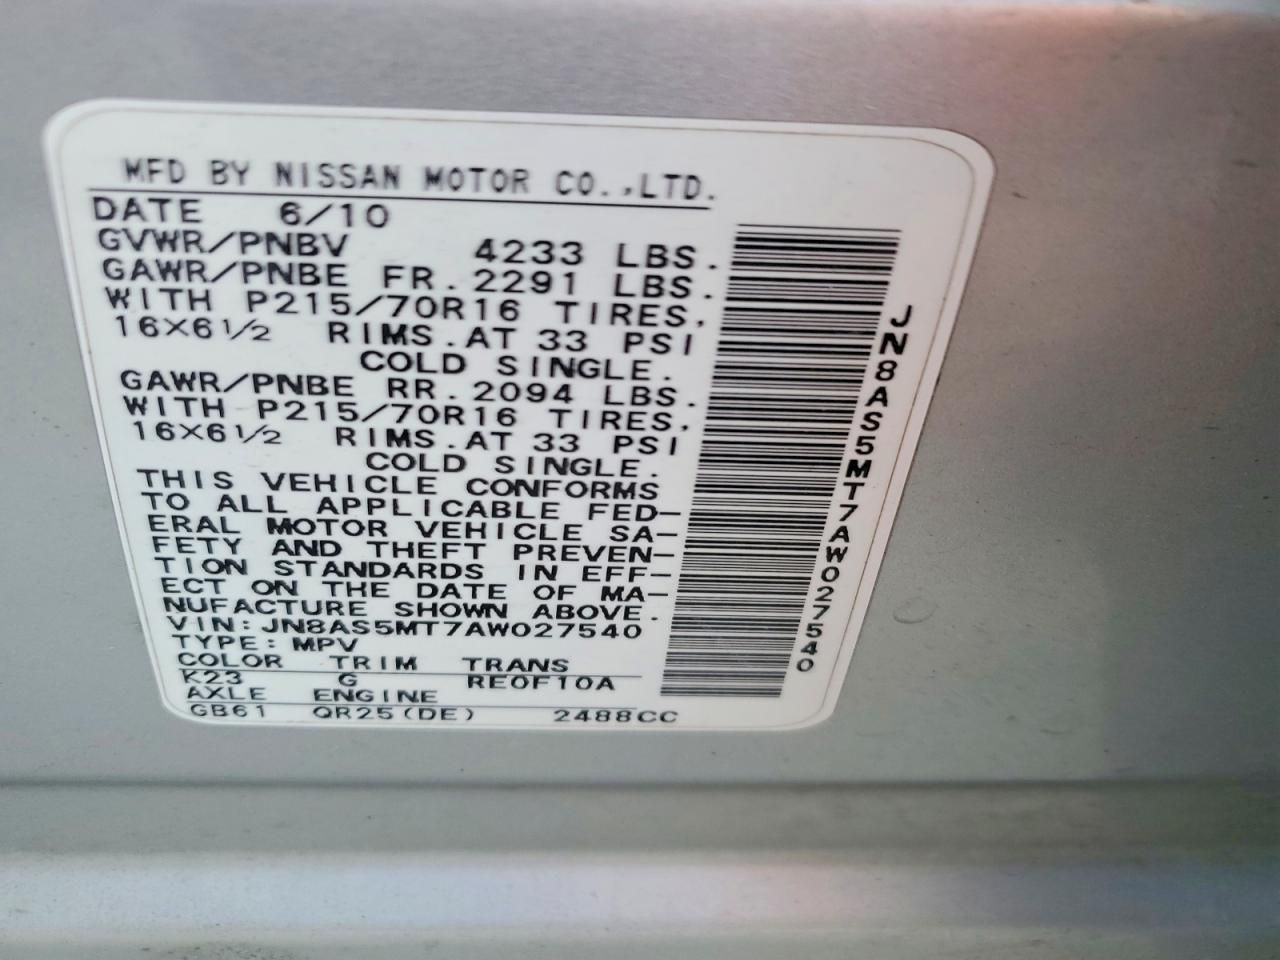 MFD BY NISSAN MOTOR CO.,LTD.
DATE 6/10
GVWR/PNBV 4233 LBS.
GAWR/PNBE FR.2291 LBS.
WITH P215/70R16 TIRES,
16X6 1/2 RIMS.AT 33 PSI
COLD SINGLE.
GAWR/PNBE RR.2094 LBS.
WITH P215/70R16 TIRES,
16X6 1/2 RIMS.AT 33 PSI
COLD SINGLE.
THIS VEHICLE CONFORMS
TO ALL APPLICABLE FED-
ERAL MOTOR VEHICLE SA-
FETY AND THEFT PREVEN-
TION STANDARDS IN EFF-
ECT ON THE DATE OF MA-
NUFACTURE SHOWN ABOVE.
VIN:JN8AS5MT7AW027540
TYPE: MPV
COLOR TRIM TRANS
K23 G RE0F10A
AXLE ENGINE
GB61 QR25(DE) 2488CC
JN8AS5MT7AW027540